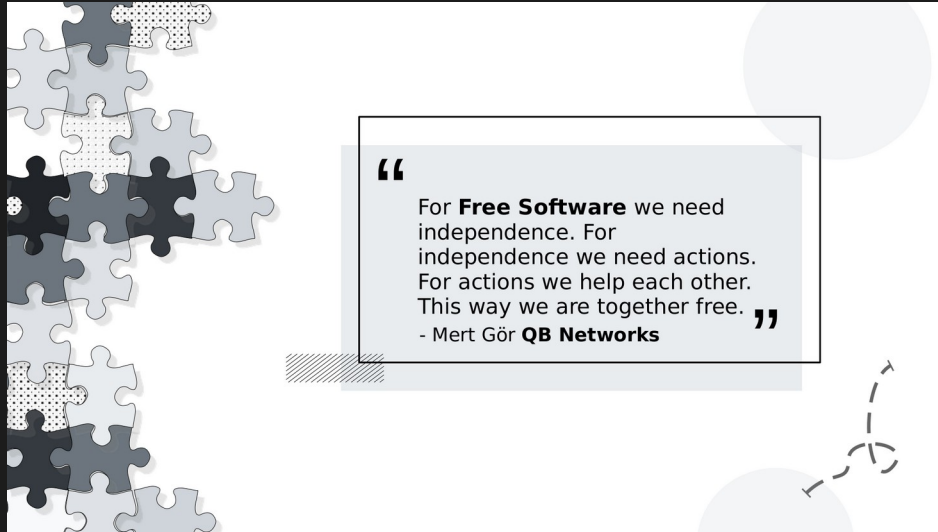 “
For Free Software we need
independence. For
independence we need actions.
For actions we help each other.
This way we are together free.
”
- Mert Gör QB Networks